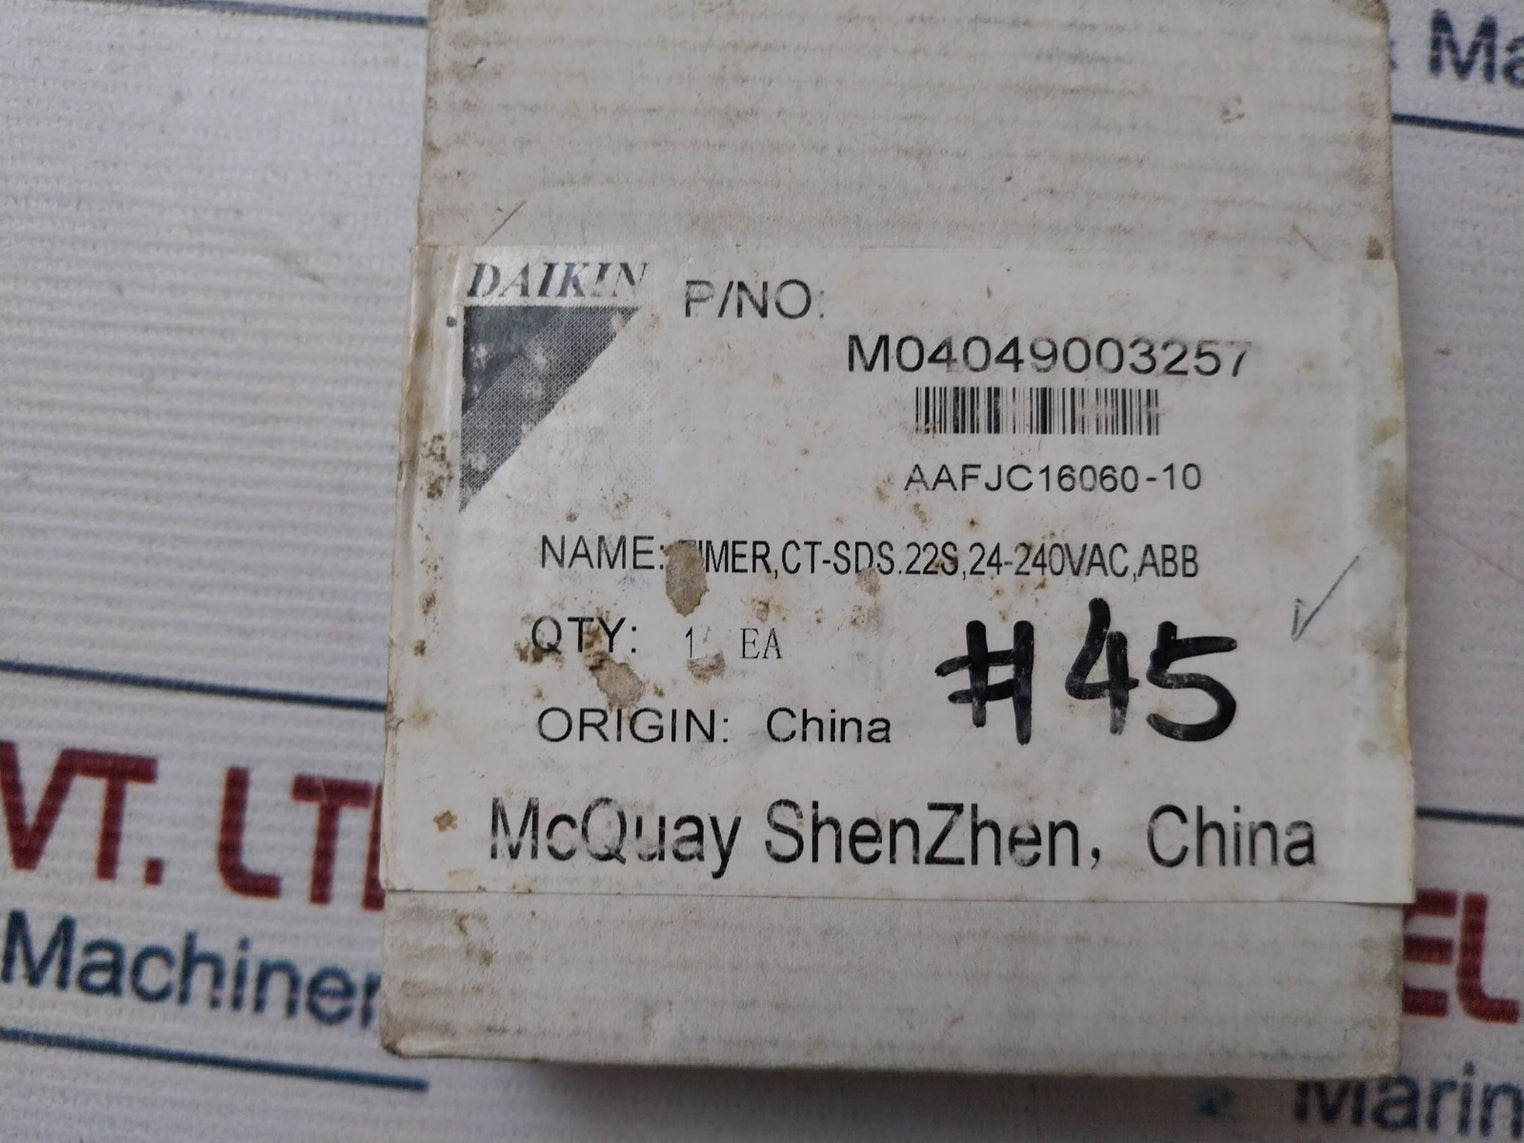 DAIKIN
P/NO:
M04049003257
AAFJC16060-10
NAME: TIMER,CT-SDS.22S,24-240VAC,ABB
QTY: 1 EA
#45
ORIGIN: China
McQuay ShenZhen, China
VT. LT
Machiner
Ma
EL
Marin